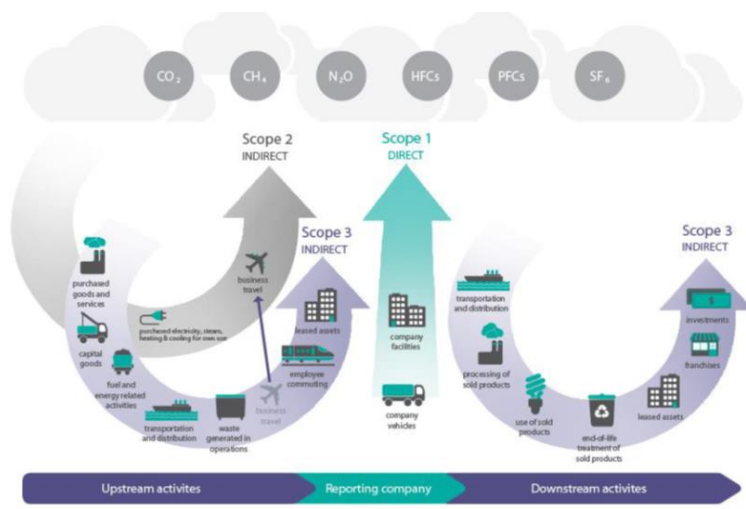 CO₂
CH₄
N₂O
HFCs
PFCs
SF₆
Scope 2
INDIRECT
Scope 1
DIRECT
Scope 3
INDIRECT
Scope 3
INDIRECT
purchased
goods and
services
capital
goods
fuel and
energy related
activities
transportation
and distribution
waste
generated in
operations
business
travel
business
travel
purchased electricity, steam,
heating & cooling for own use
employee
commuting
leased assets
company
facilities
company
vehicles
transportation
and distribution
processing of
sold products
use of sold
products
end-of-life
treatment of
sold products
leased assets
franchises
investments
$
Upstream activites
Reporting company
Downstream activites